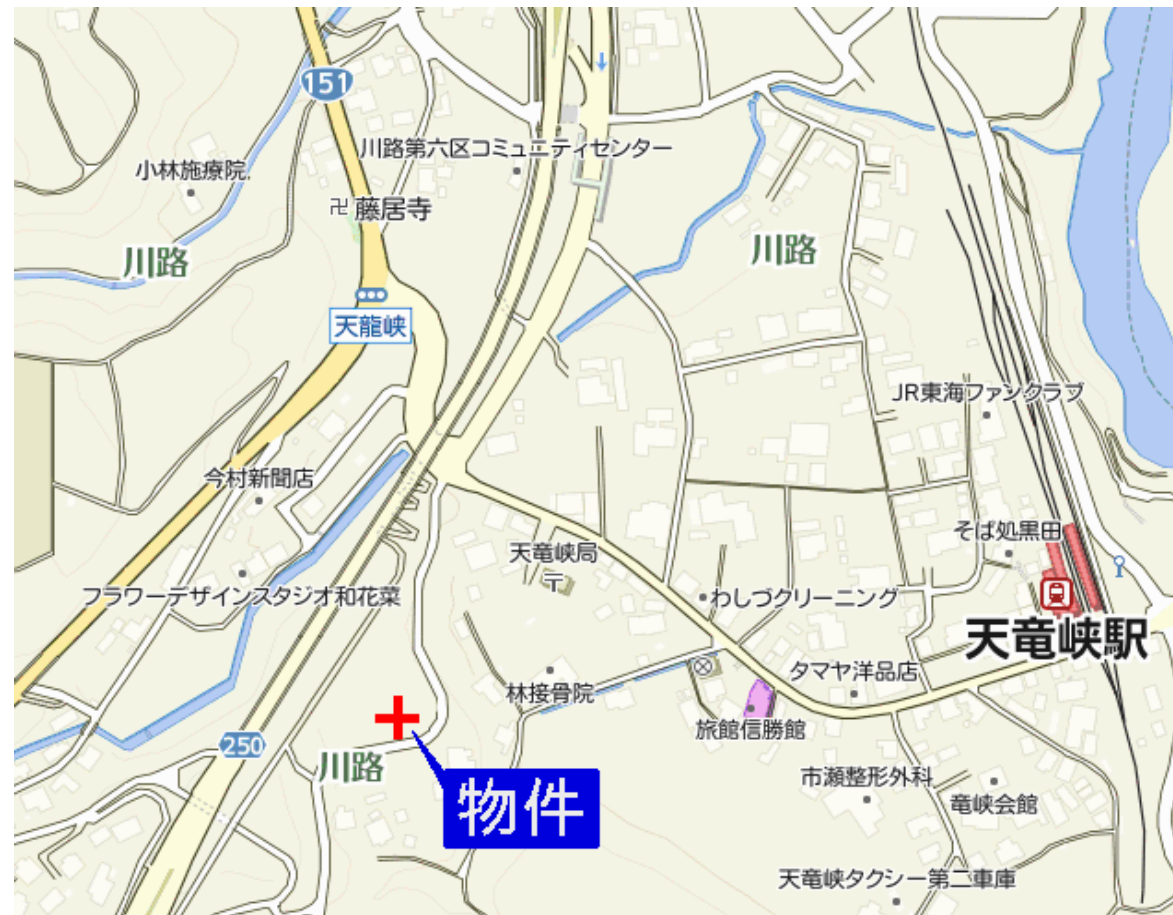 151
川路第六区コミュニティセンター
小林施療院
卍 藤居寺
川路
川路
天龍峡
JR東海ファンクラブ
今村新聞店
そば処黒田
天竜峡局
〒
フラワーデザインスタジオ和花菜
わしづクリーニング
天竜峡駅
タマヤ洋品店
林接骨院
旅館信勝館
250
川路
市瀬整形外科
竜峡会館
物件
天竜峡タクシー第二車庫